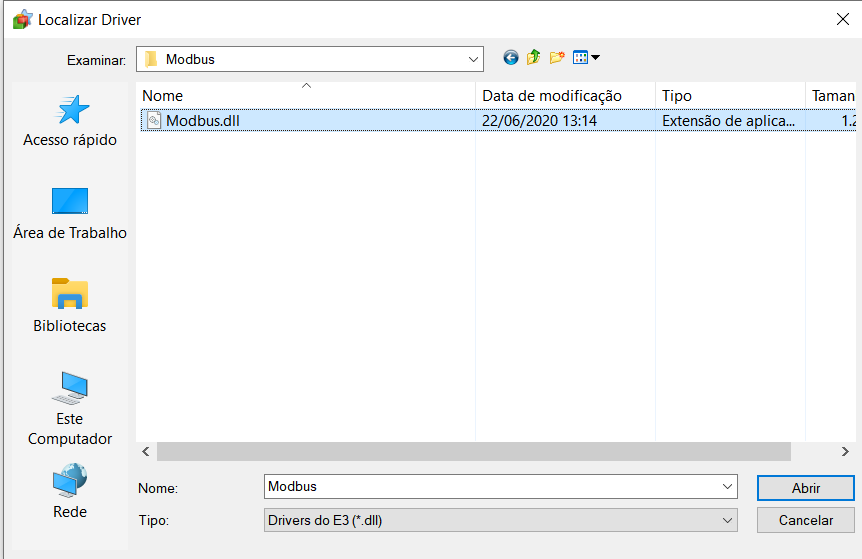 Localizar Driver
Examinar: Modbus
Nome Data de modificação Tipo Taman
Modbus.dll 22/06/2020 13:14 Extensão de aplica... 1.2
Acesso rápido
Área de Trabalho
Bibliotecas
Este
Computador
Rede
Nome: Modbus Abrir
Tipo: Drivers do E3 (*.dll) Cancelar